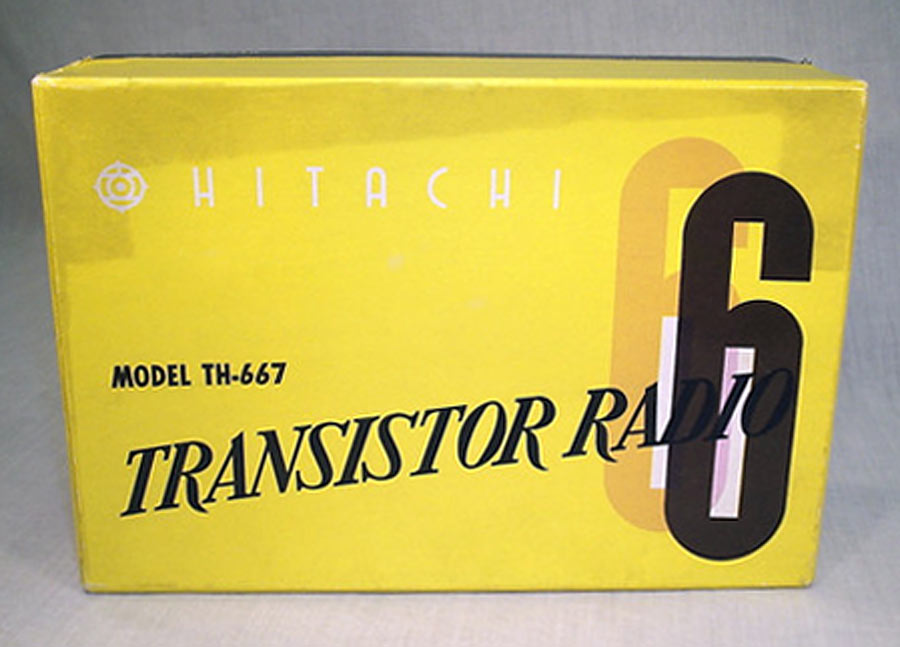 HITACHI
6
MODEL TH-667
TRANSISTOR RADIO